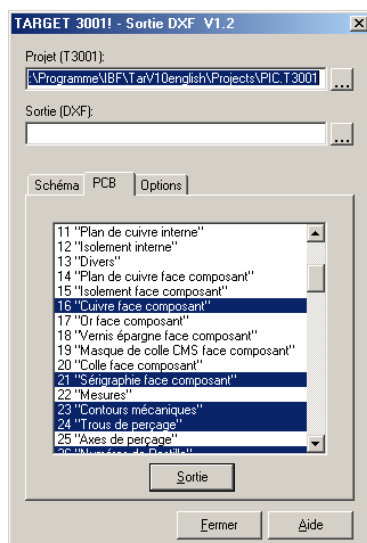 TARGET 3001! - Sortie DXF V1.2
Projet (T3001):
:\Programme\IBF\TarV10english\Projects\PIC.T3001
...
Sortie (DXF):
...
Schéma PCB Options
11 "Plan de cuivre interne"
12 "Isolement interne"
13 "Divers"
14 "Plan de cuivre face composant"
15 "Isolement face composant"
16 "Cuivre face composant"
17 "Or face composant"
18 "Vernis épargne face composant"
19 "Masque de colle CMS face composant"
20 "Colle face composant"
21 "Sérigraphie face composant"
22 "Mesures"
23 "Contours mécaniques"
24 "Trous de perçage"
25 "Axes de perçage"
26 "Numéros de Pastille"
Sortie
Fermer Aide